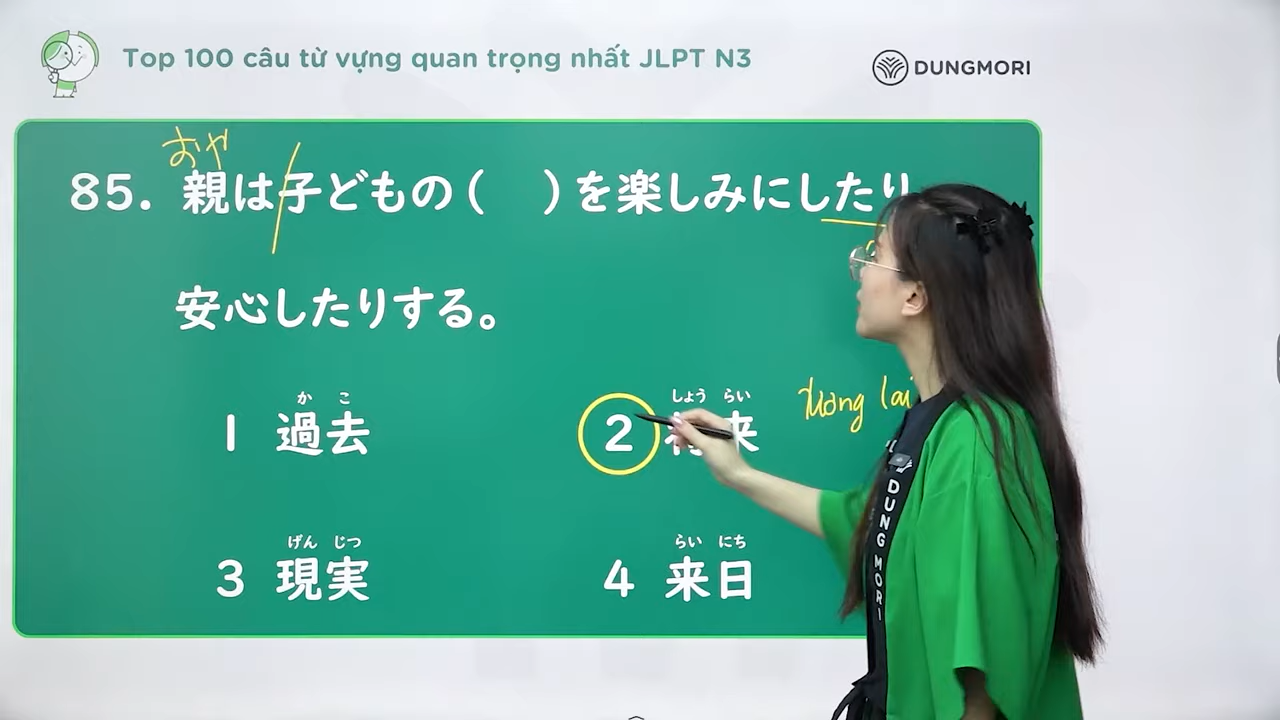 Top 100 câu từ vựng quan trọng nhất JLPT N3
DUNGMORI
おや
85. 親は子どもの( )を楽しみにしたり
安心したりする。
か こ
1 過去
しょう らい
2 将来
tương lai
げん じつ
3 現実
らい にち
4 来日
DUNG MORI